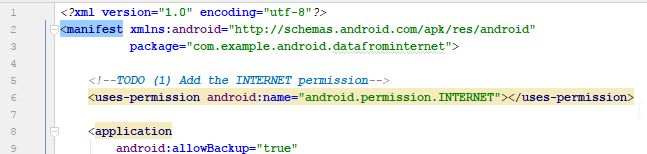 1 <?xml version="1.0" encoding="utf-8"?>
2 <manifest xmlns:android="http://schemas.android.com/apk/res/android"
3 package="com.example.android.datafrominternet">
4
5 <!--TODO (1) Add the INTERNET permission-->
6 <uses-permission android:name="android.permission.INTERNET"></uses-permission>
7
8 <application
9 android:allowBackup="true"